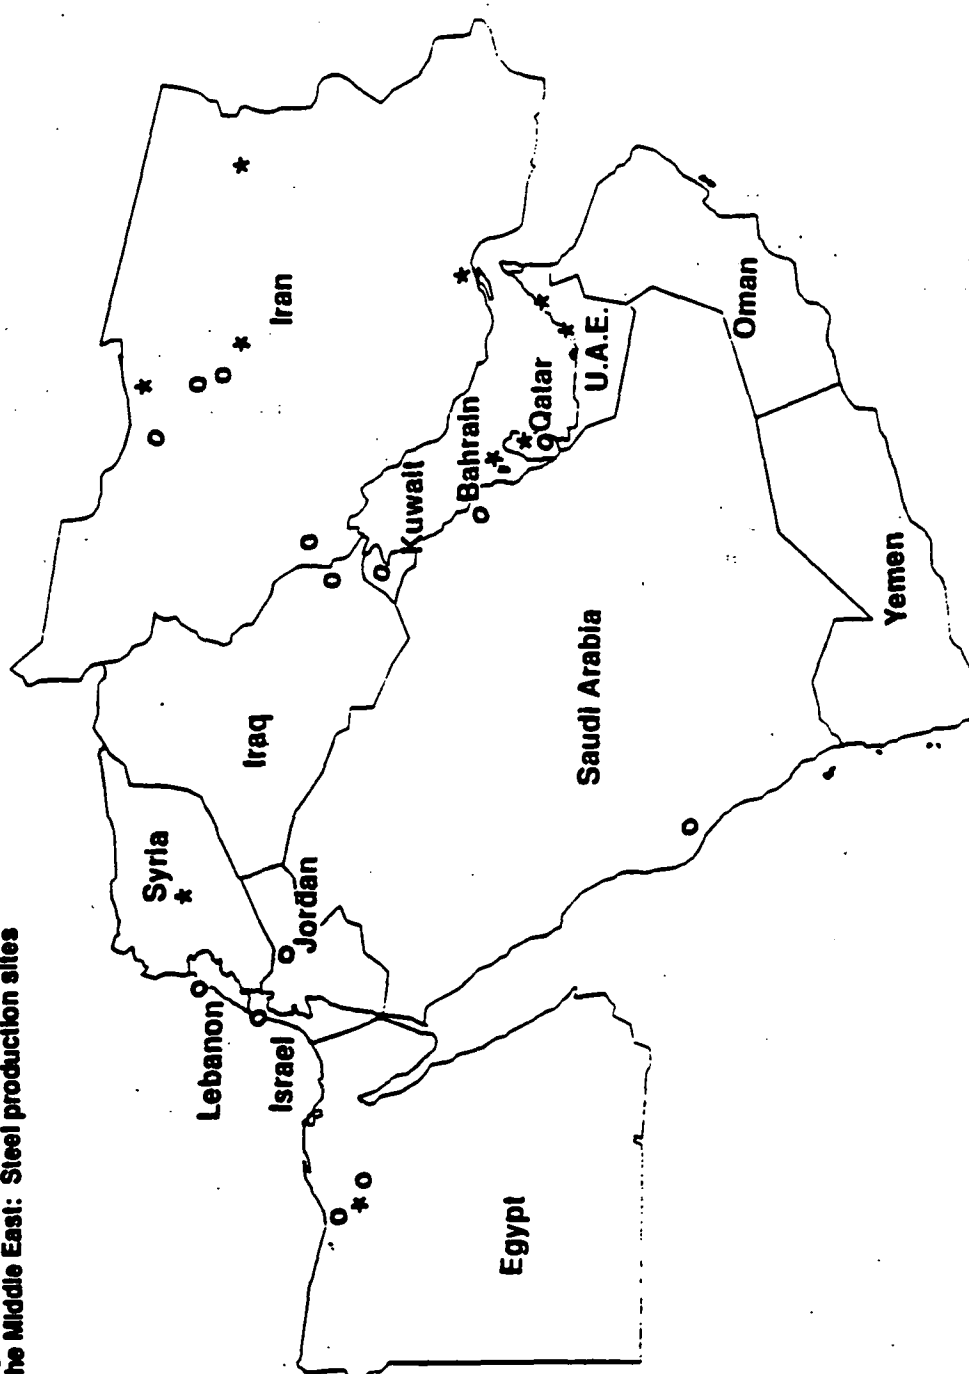 he Middle East: Steel production sites
Lebanon
Israel
Egypt
Syria
Jordan
Iraq
Saudi Arabia
Kuwait
Bahrain
Qatar
U.A.E.
Iran
Oman
Yemen